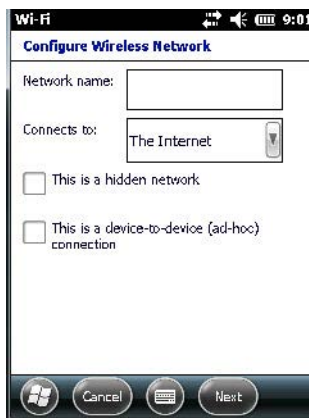 Wi-Fi 9:01
Configure Wireless Network
Network name:
Connects to: The Internet
This is a hidden network
This is a device-to-device (ad-hoc)
connection
Cancel Next